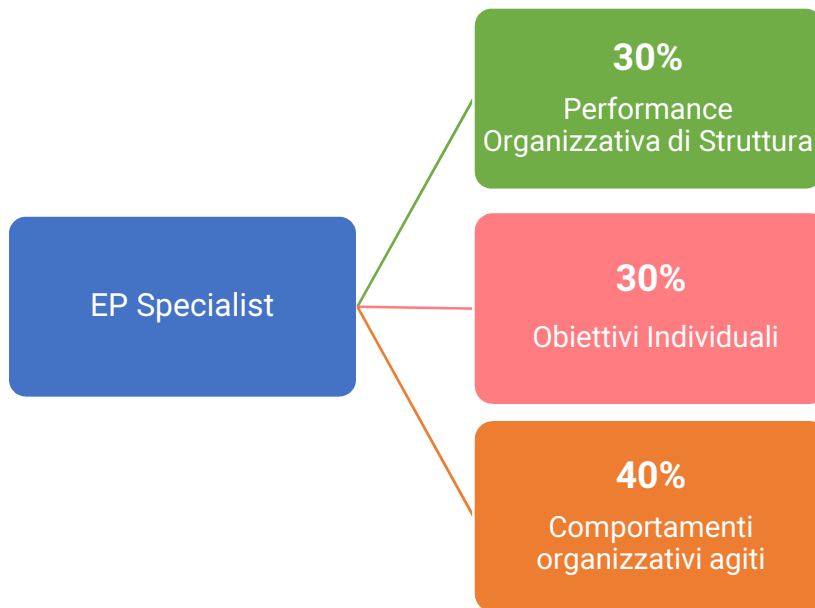 EP Specialist
30%
Performance
Organizzativa di Struttura
30%
Obiettivi Individuali
40%
Comportamenti
organizzativi agiti